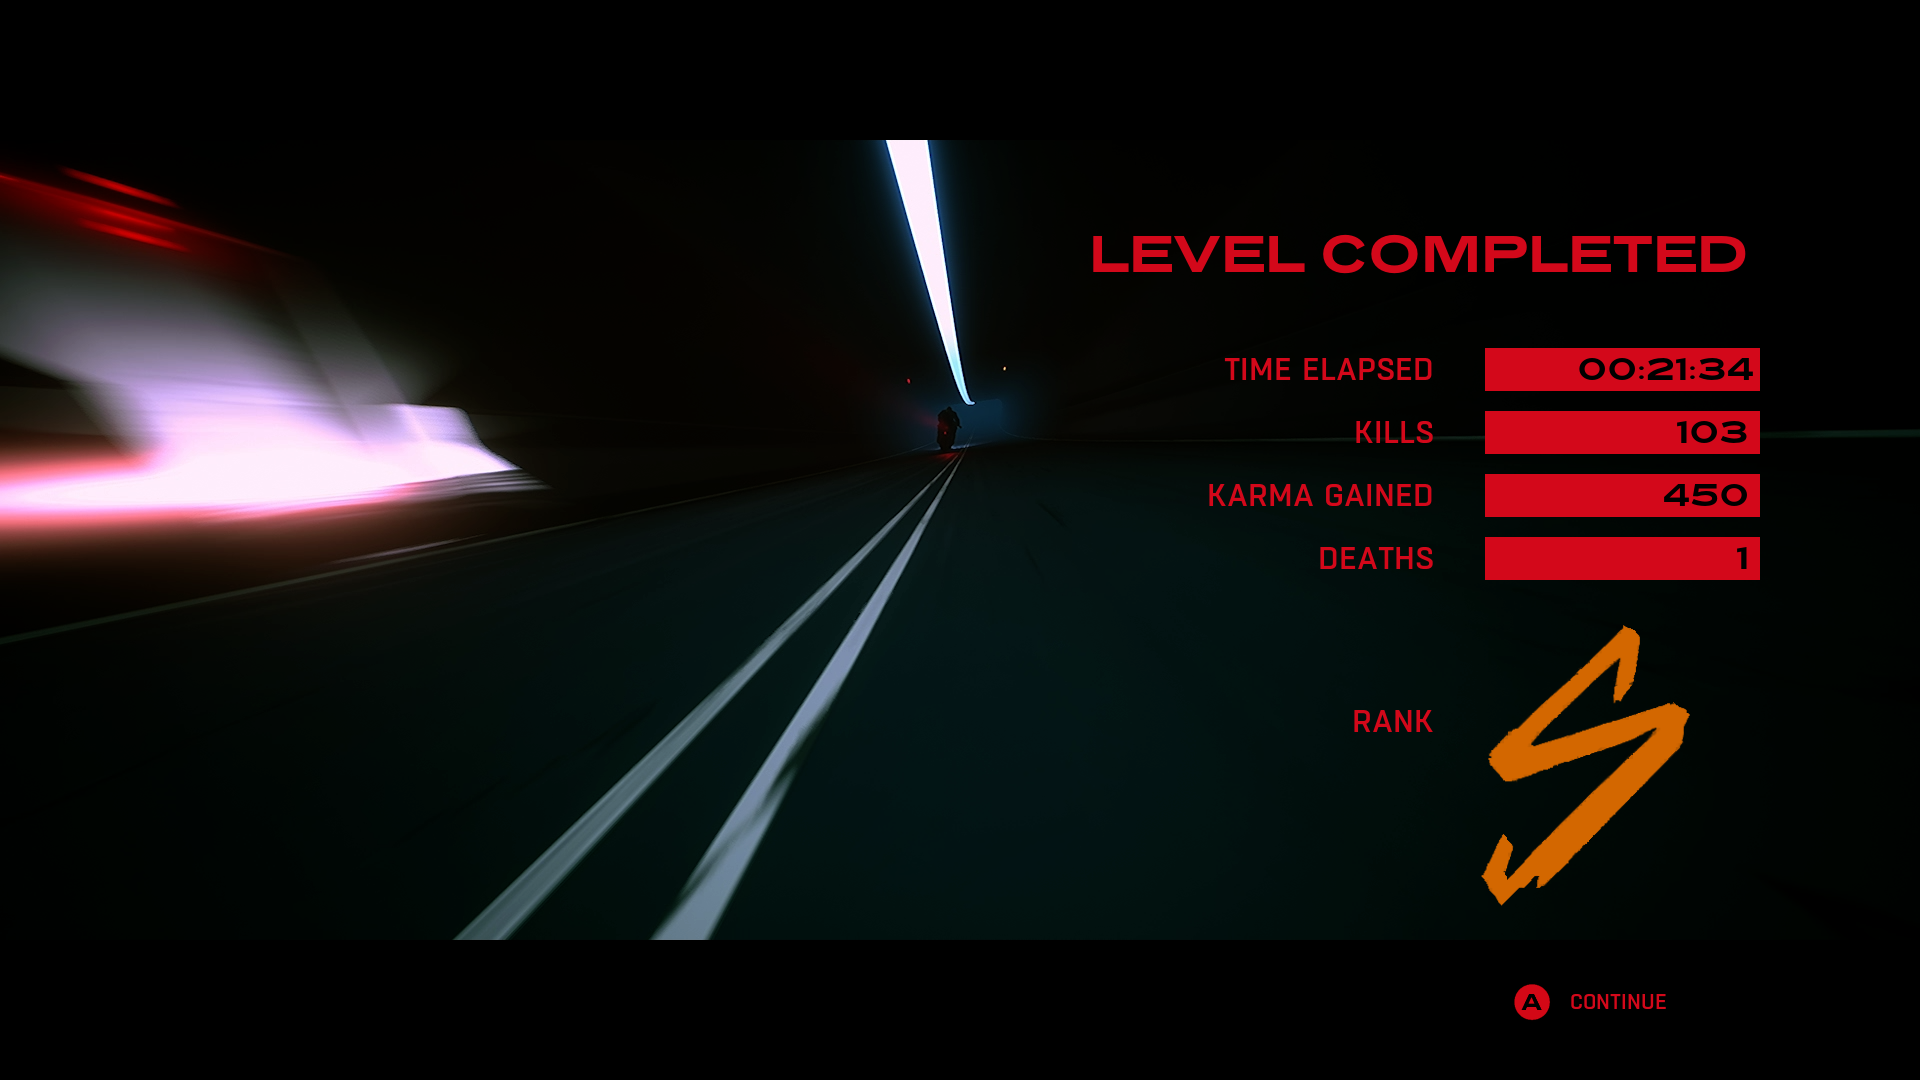 LEVEL COMPLETED
TIME ELAPSED 00:21:34
KILLS 103
KARMA GAINED 450
DEATHS 1
RANK S
A CONTINUE